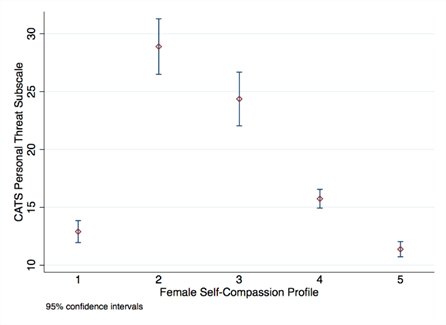 CATS Personal Threat Subscale
30
25
20
15
10
1 2 3 4 5
Female Self-Compassion Profile
95% confidence intervals